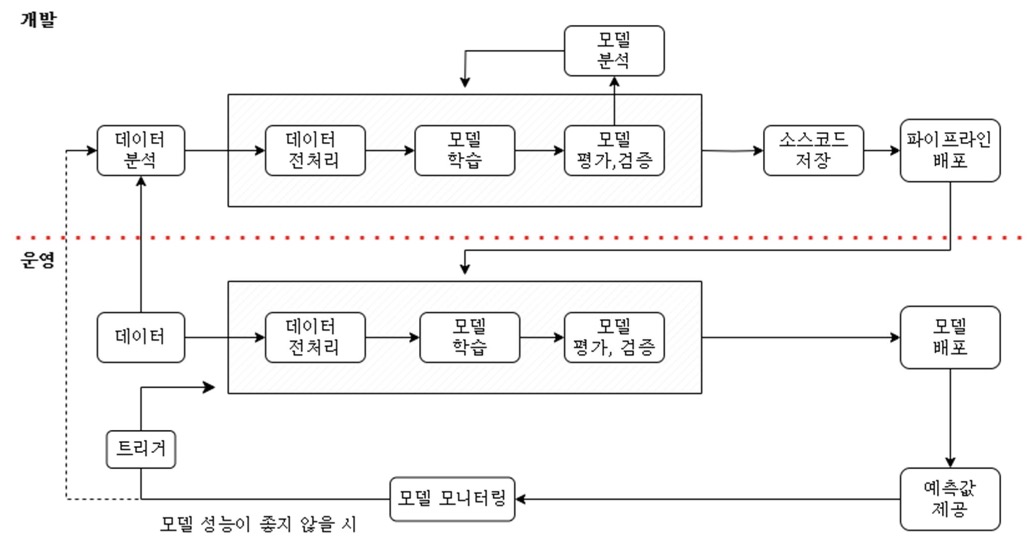 개발
모델
분석
데이터
분석
데이터
전처리
모델
학습
모델
평가,검증
소스코드
저장
파이프라인
배포
운영
데이터
데이터
전처리
모델
학습
모델
평가, 검증
모델
배포
트리거
모델 모니터링
예측값
제공
모델 성능이 좋지 않을 시